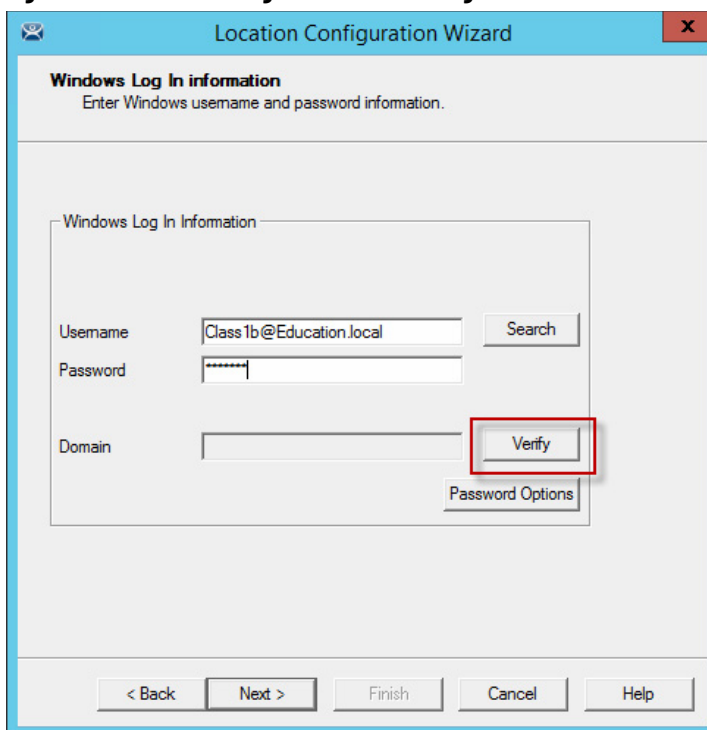 Location Configuration Wizard
x
Windows Log In information
Enter Windows username and password information.
Windows Log In Information
Username Class1b@Education.local Search
Password *******
Domain Verify
Password Options
< Back Next > Finish Cancel Help